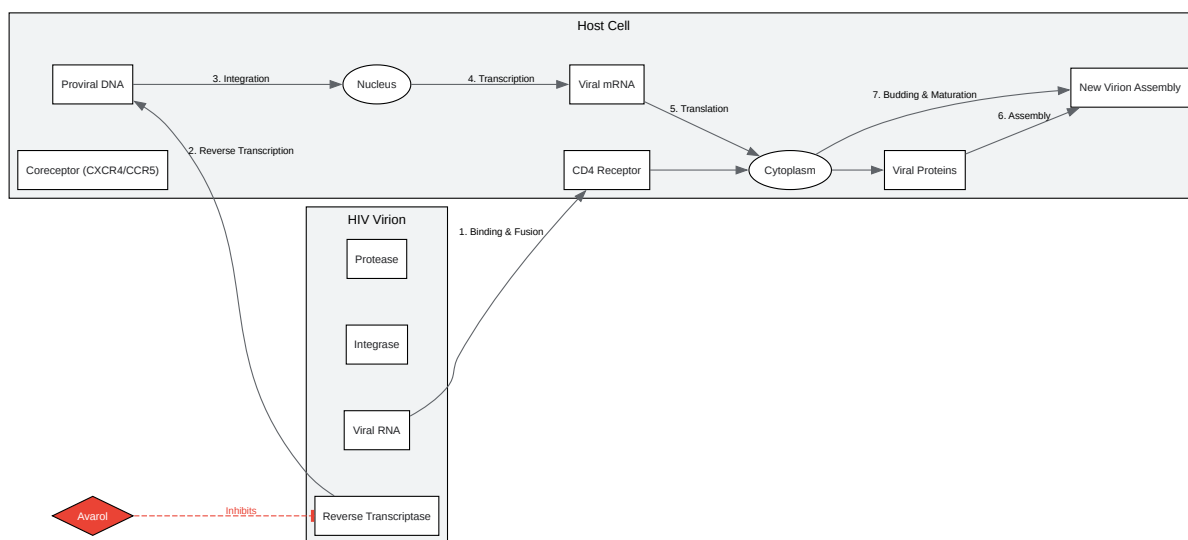 Host Cell
Proviral DNA
3. Integration
Nucleus
4. Transcription
Viral mRNA
7. Budding & Maturation
New Virion Assembly
5. Translation
6. Assembly
2. Reverse Transcription
Coreceptor (CXCR4/CCR5)
CD4 Receptor
Cytoplasm
Viral Proteins
HIV Virion
1. Binding & Fusion
Protease
Integrase
Viral RNA
Avarol
Inhibits
Reverse Transcriptase